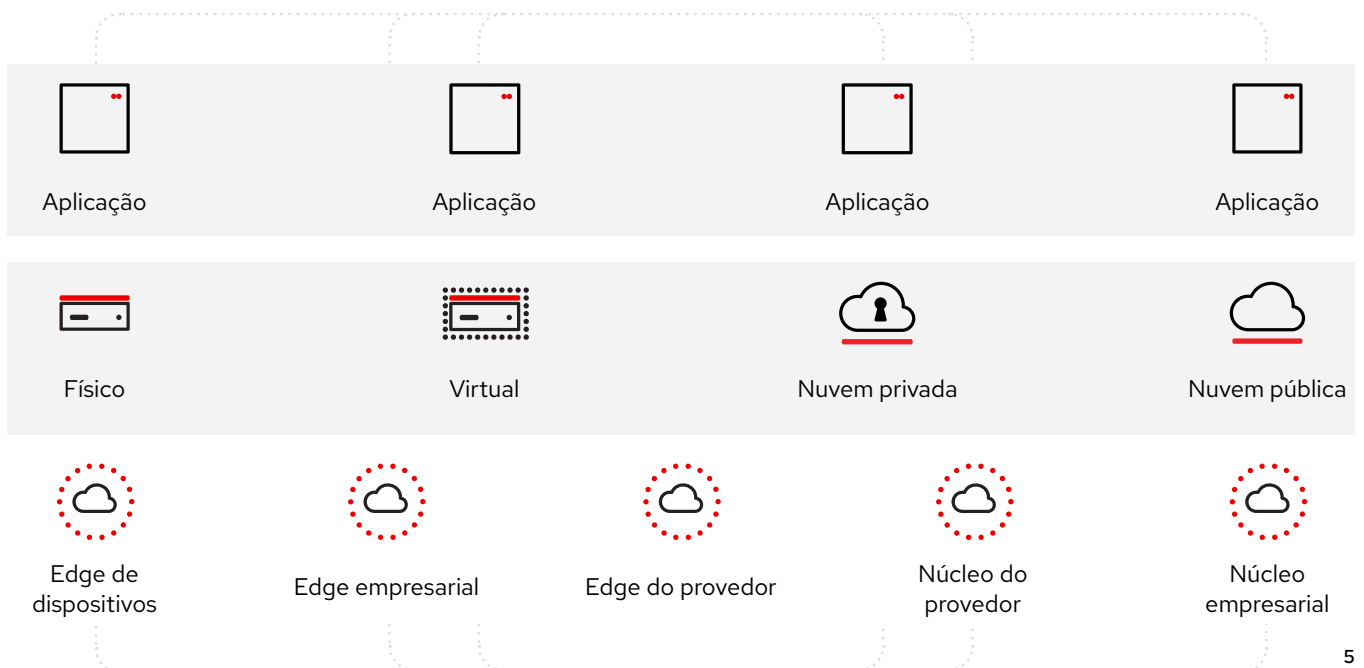 Aplicação
Aplicação
Aplicação
Aplicação
Físico
Virtual
Nuvem privada
Nuvem pública
Edge de
dispositivos
Edge empresarial
Edge do provedor
Núcleo do
provedor
Núcleo
empresarial
5